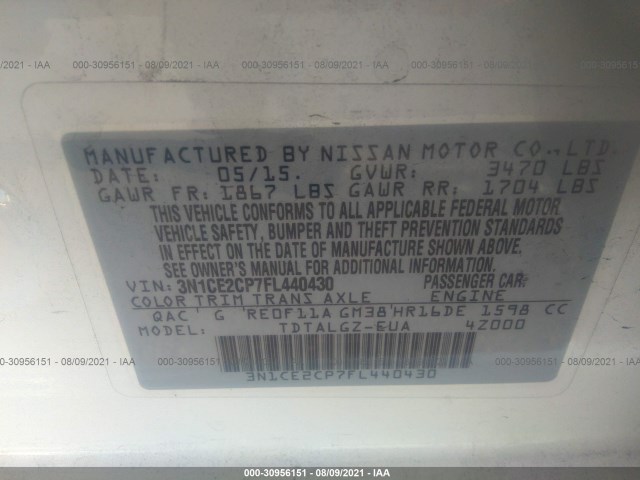 000-30956151 - 08/09/2021 - IAA
MANUFACTURED BY NISSAN MOTOR CO., LTD.
DATE: 05/15. GVWR: 3470 LBS
GAWR FR: 1867 LBS GAWR RR: 1704 LBS
THIS VEHICLE CONFORMS TO ALL APPLICABLE FEDERAL MOTOR
VEHICLE SAFETY, BUMPER AND THEFT PREVENTION STANDARDS
IN EFFECT ON THE DATE OF MANUFACTURE SHOWN ABOVE.
SEE OWNER'S MANUAL FOR ADDITIONAL INFORMATION.
VIN: 3N1CE2CP7FL440430 PASSENGER CAR
COLOR TRIM TRANS AXLE ENGINE
QAC' G 'RE0F11A GM38'HR16DE 1598 CC
MODEL: TDTALGZ-EUA 4Z000
3N1CE2CP7FL440430
000-30956151 - 08/09/2021 - IAA